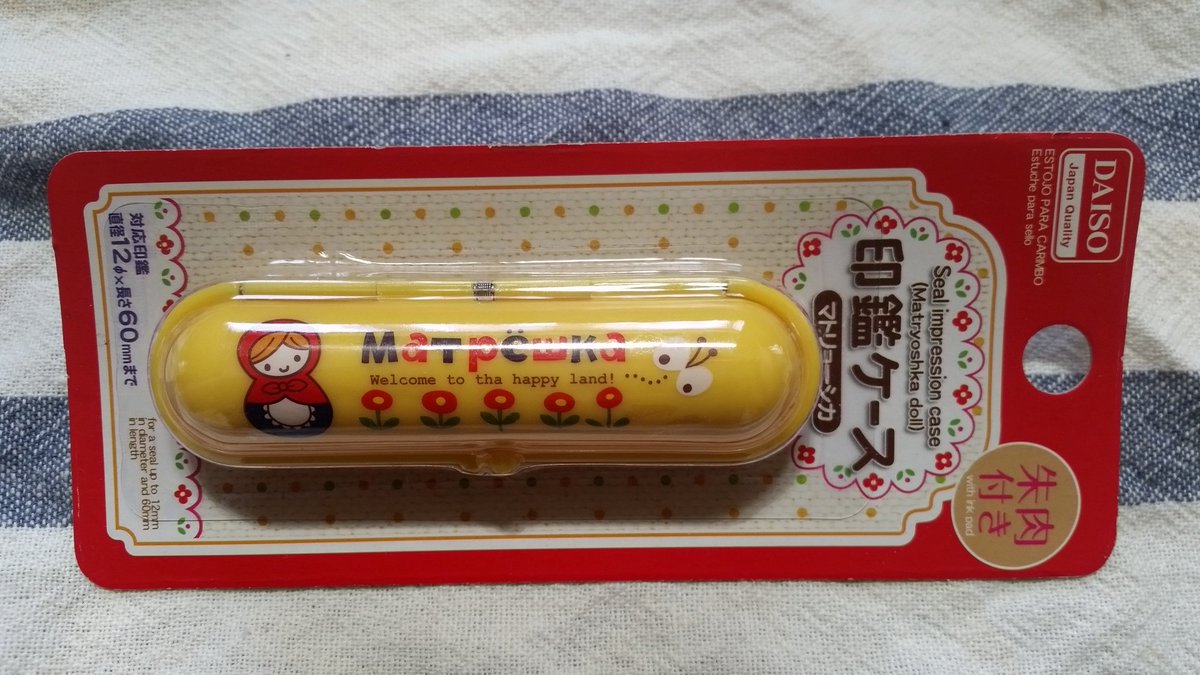 DAISO
Japan Quality
ESTOJO PARA CARIMBO
Estuche para sello
Seal impression case
(Matryoshka doll)
印鑑ケース
マトリョーシカ
朱肉
付き
with ink pad
Матрёшка
Welcome to tha happy land!
対応印鑑
直径12φ×長さ60mmまで
for a seal up to 12mm
in diameter and 60mm
in length